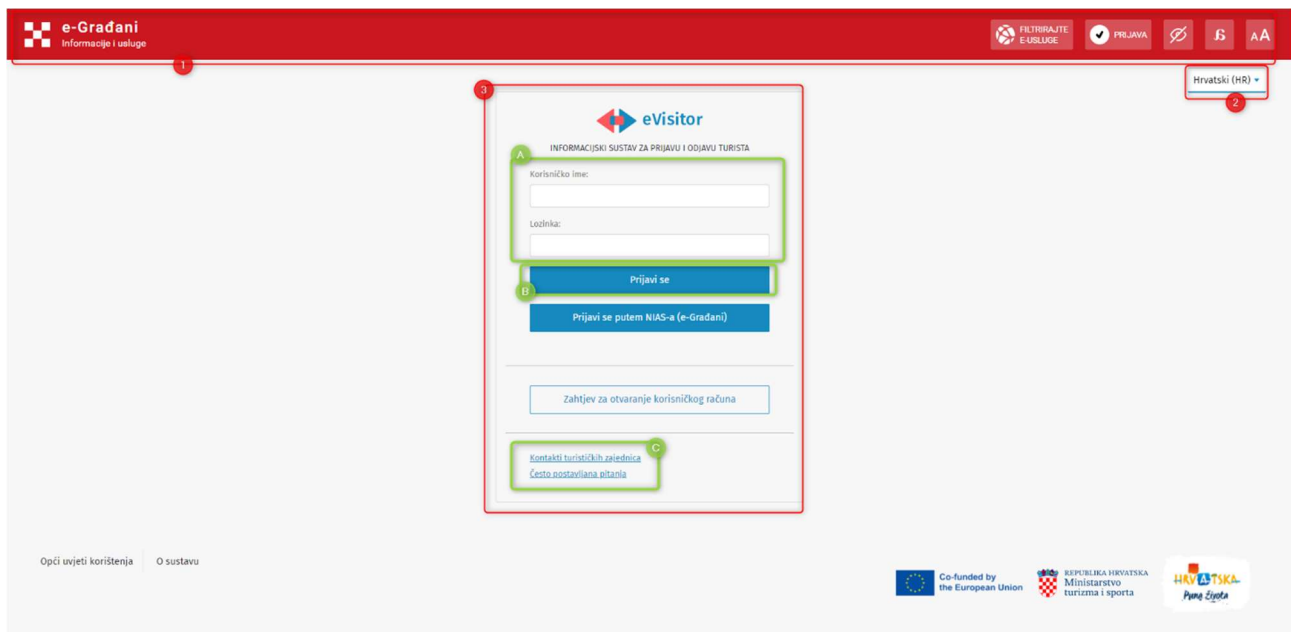 e-Građani
Informacije i usluge
FILTRIRAJTE
E-USLUGE
PRIJAVA
AA
1
Hrvatski (HR)
2
3
eVisitor
INFORMACIJSKI SUSTAV ZA PRIJAVU I ODJAVU TURISTA
A
Korisničko ime:
Lozinka:
Prijavi se
B
Prijavi se putem NIAS-a (e-Građani)
Zahtjev za otvaranje korisničkog računa
C
Kontakti turističkih zajednica
Često postavljana pitanja
Opći uvjeti korištenja
O sustavu
Co-funded by
the European Union
REPUBLIKA HRVATSKA
Ministarstvo
turizma i sporta
HRVATSKA
Puna života